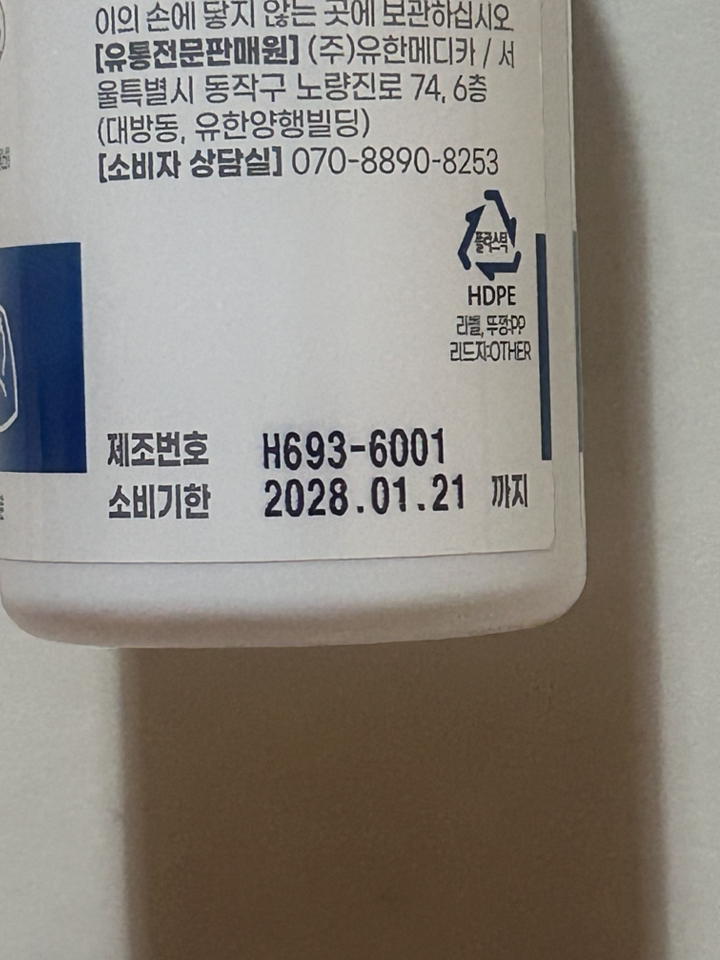 이의 손에 닿지 않는 곳에 보관하십시오
[유통전문판매원] (주)유한메디카 / 서
울특별시 동작구 노량진로 74, 6층
(대방동, 유한양행빌딩)
[소비자 상담실] 070-8890-8253
플라스틱
HDPE
라벨, 뚜껑:PP
리드지:OTHER
제조번호 H693-6001
소비기한 2028.01.21 까지